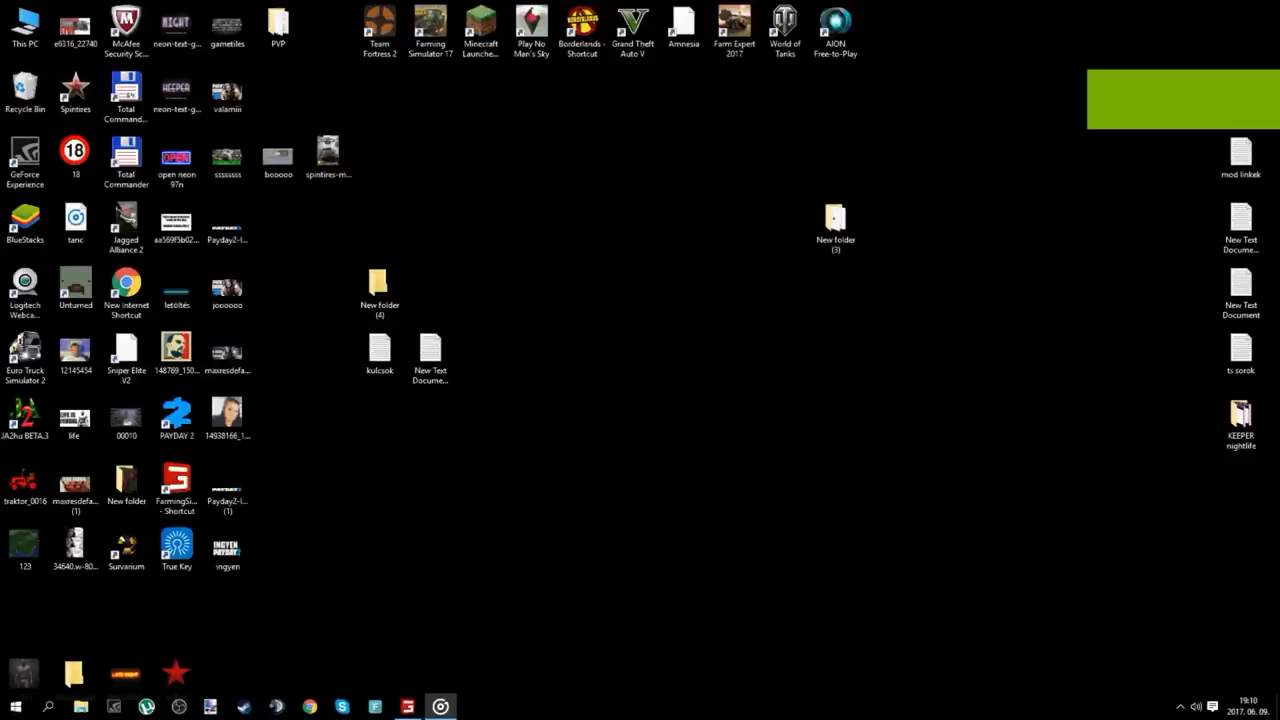 This PC
e6316_22740
McAfee
Security Sc...
neon-text-g...
gametiles
PVP
Team
Fortress 2
Farming
Simulator 17
Minecraft
Launche...
Play No
Man's Sky
Borderlands -
Shortcut
Grand Theft
Auto V
Amnesia
Farm Expert
2017
World of
Tanks
AION
Free-to-Play
Recycle Bin
Spintires
Total
Command...
neon-text-g...
valamiii
GeForce
Experience
18
Total
Commander
open neon
97n
ssssssss
booooo
spintires-m...
mod linkek
BlueStacks
tanc
Jagged
Alliance 2
aa569f5b02...
Payday2-l...
New folder
(3)
New Text
Docume...
Logitech
Webca...
Unturned
New internet
Shortcut
letöltés
joooooo
New folder
(4)
New Text
Document
Euro Truck
Simulator 2
12145454
Sniper Elite
V2
148769_150...
maxresdefa...
kulcsok
New Text
Docume...
ts sorok
JA2hu BETA.3
life
00010
PAYDAY 2
14938166_1...
KEEPER
nightlife
traktor_0016
maxresdefa...
(1)
New folder
FarmingSi...
- Shortcut
Payday2-l...
(1)
123
34640.w-80...
Survarium
True Key
ingyen
19:10
2017. 06. 09.